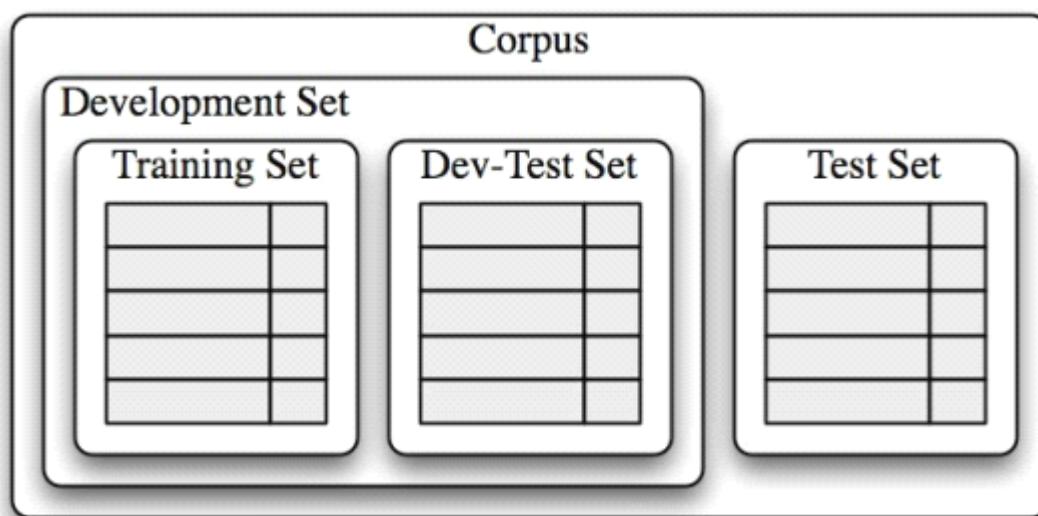 Corpus
Development Set
Training Set
Dev-Test Set
Test Set